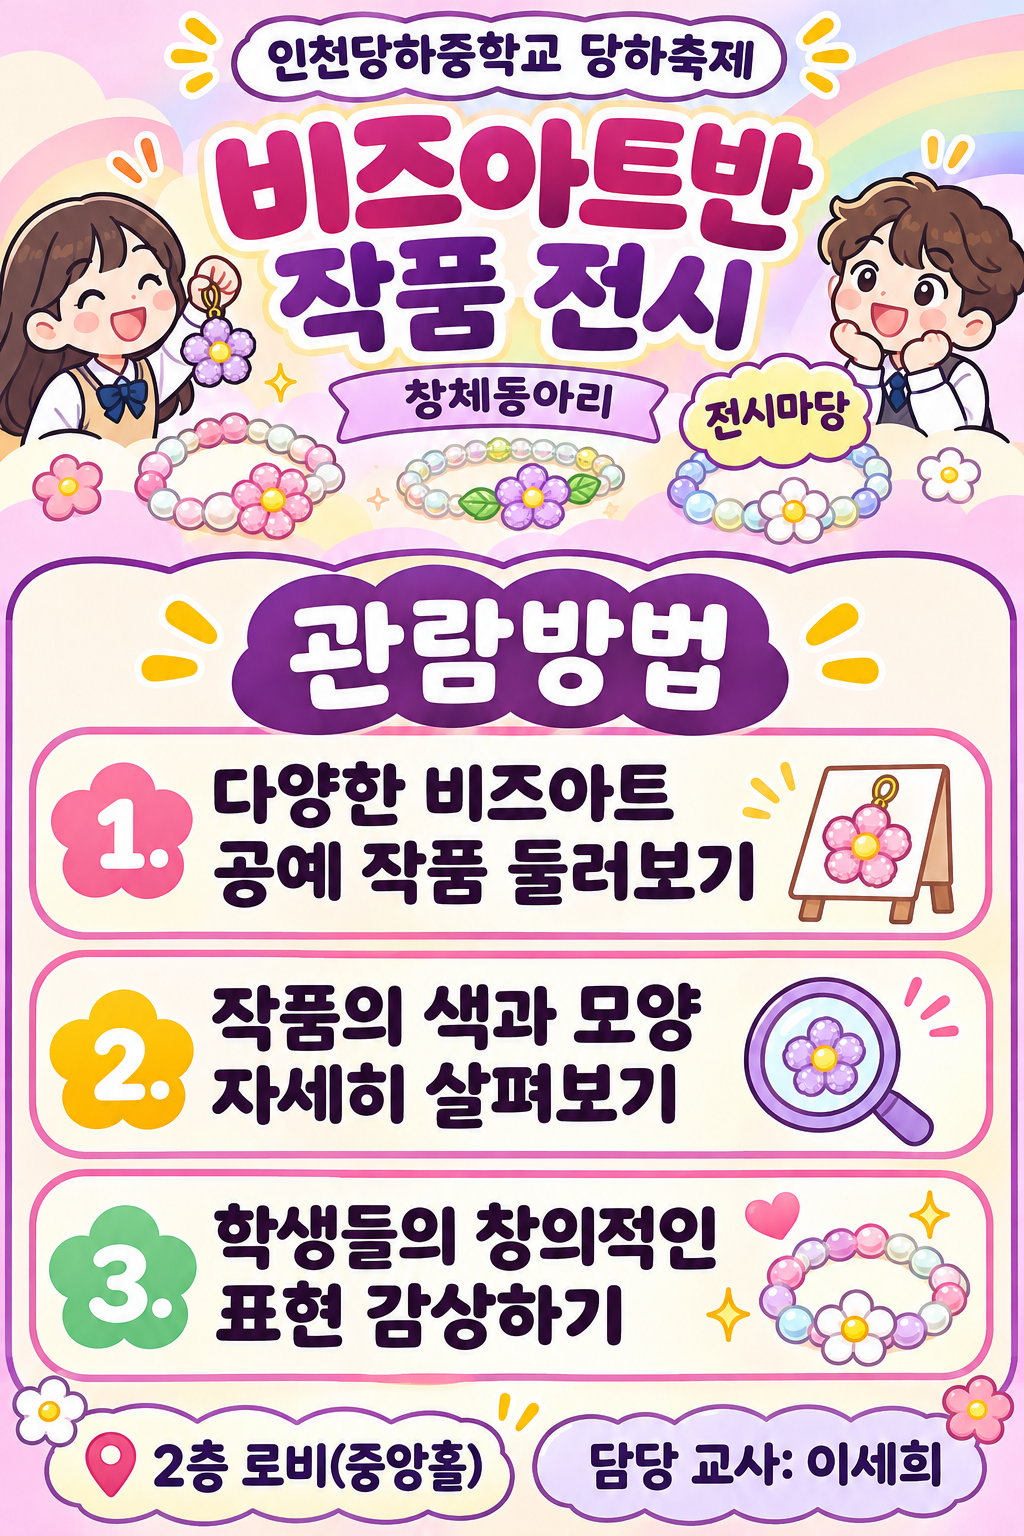 인천당하중학교 당하축제
비즈아트반
작품 전시
창체동아리
전시마당
관람방법
1. 다양한 비즈아트
공예 작품 둘러보기
2. 작품의 색과 모양
자세히 살펴보기
3. 학생들의 창의적인
표현 감상하기
2층 로비(중앙홀)
담당 교사: 이세희